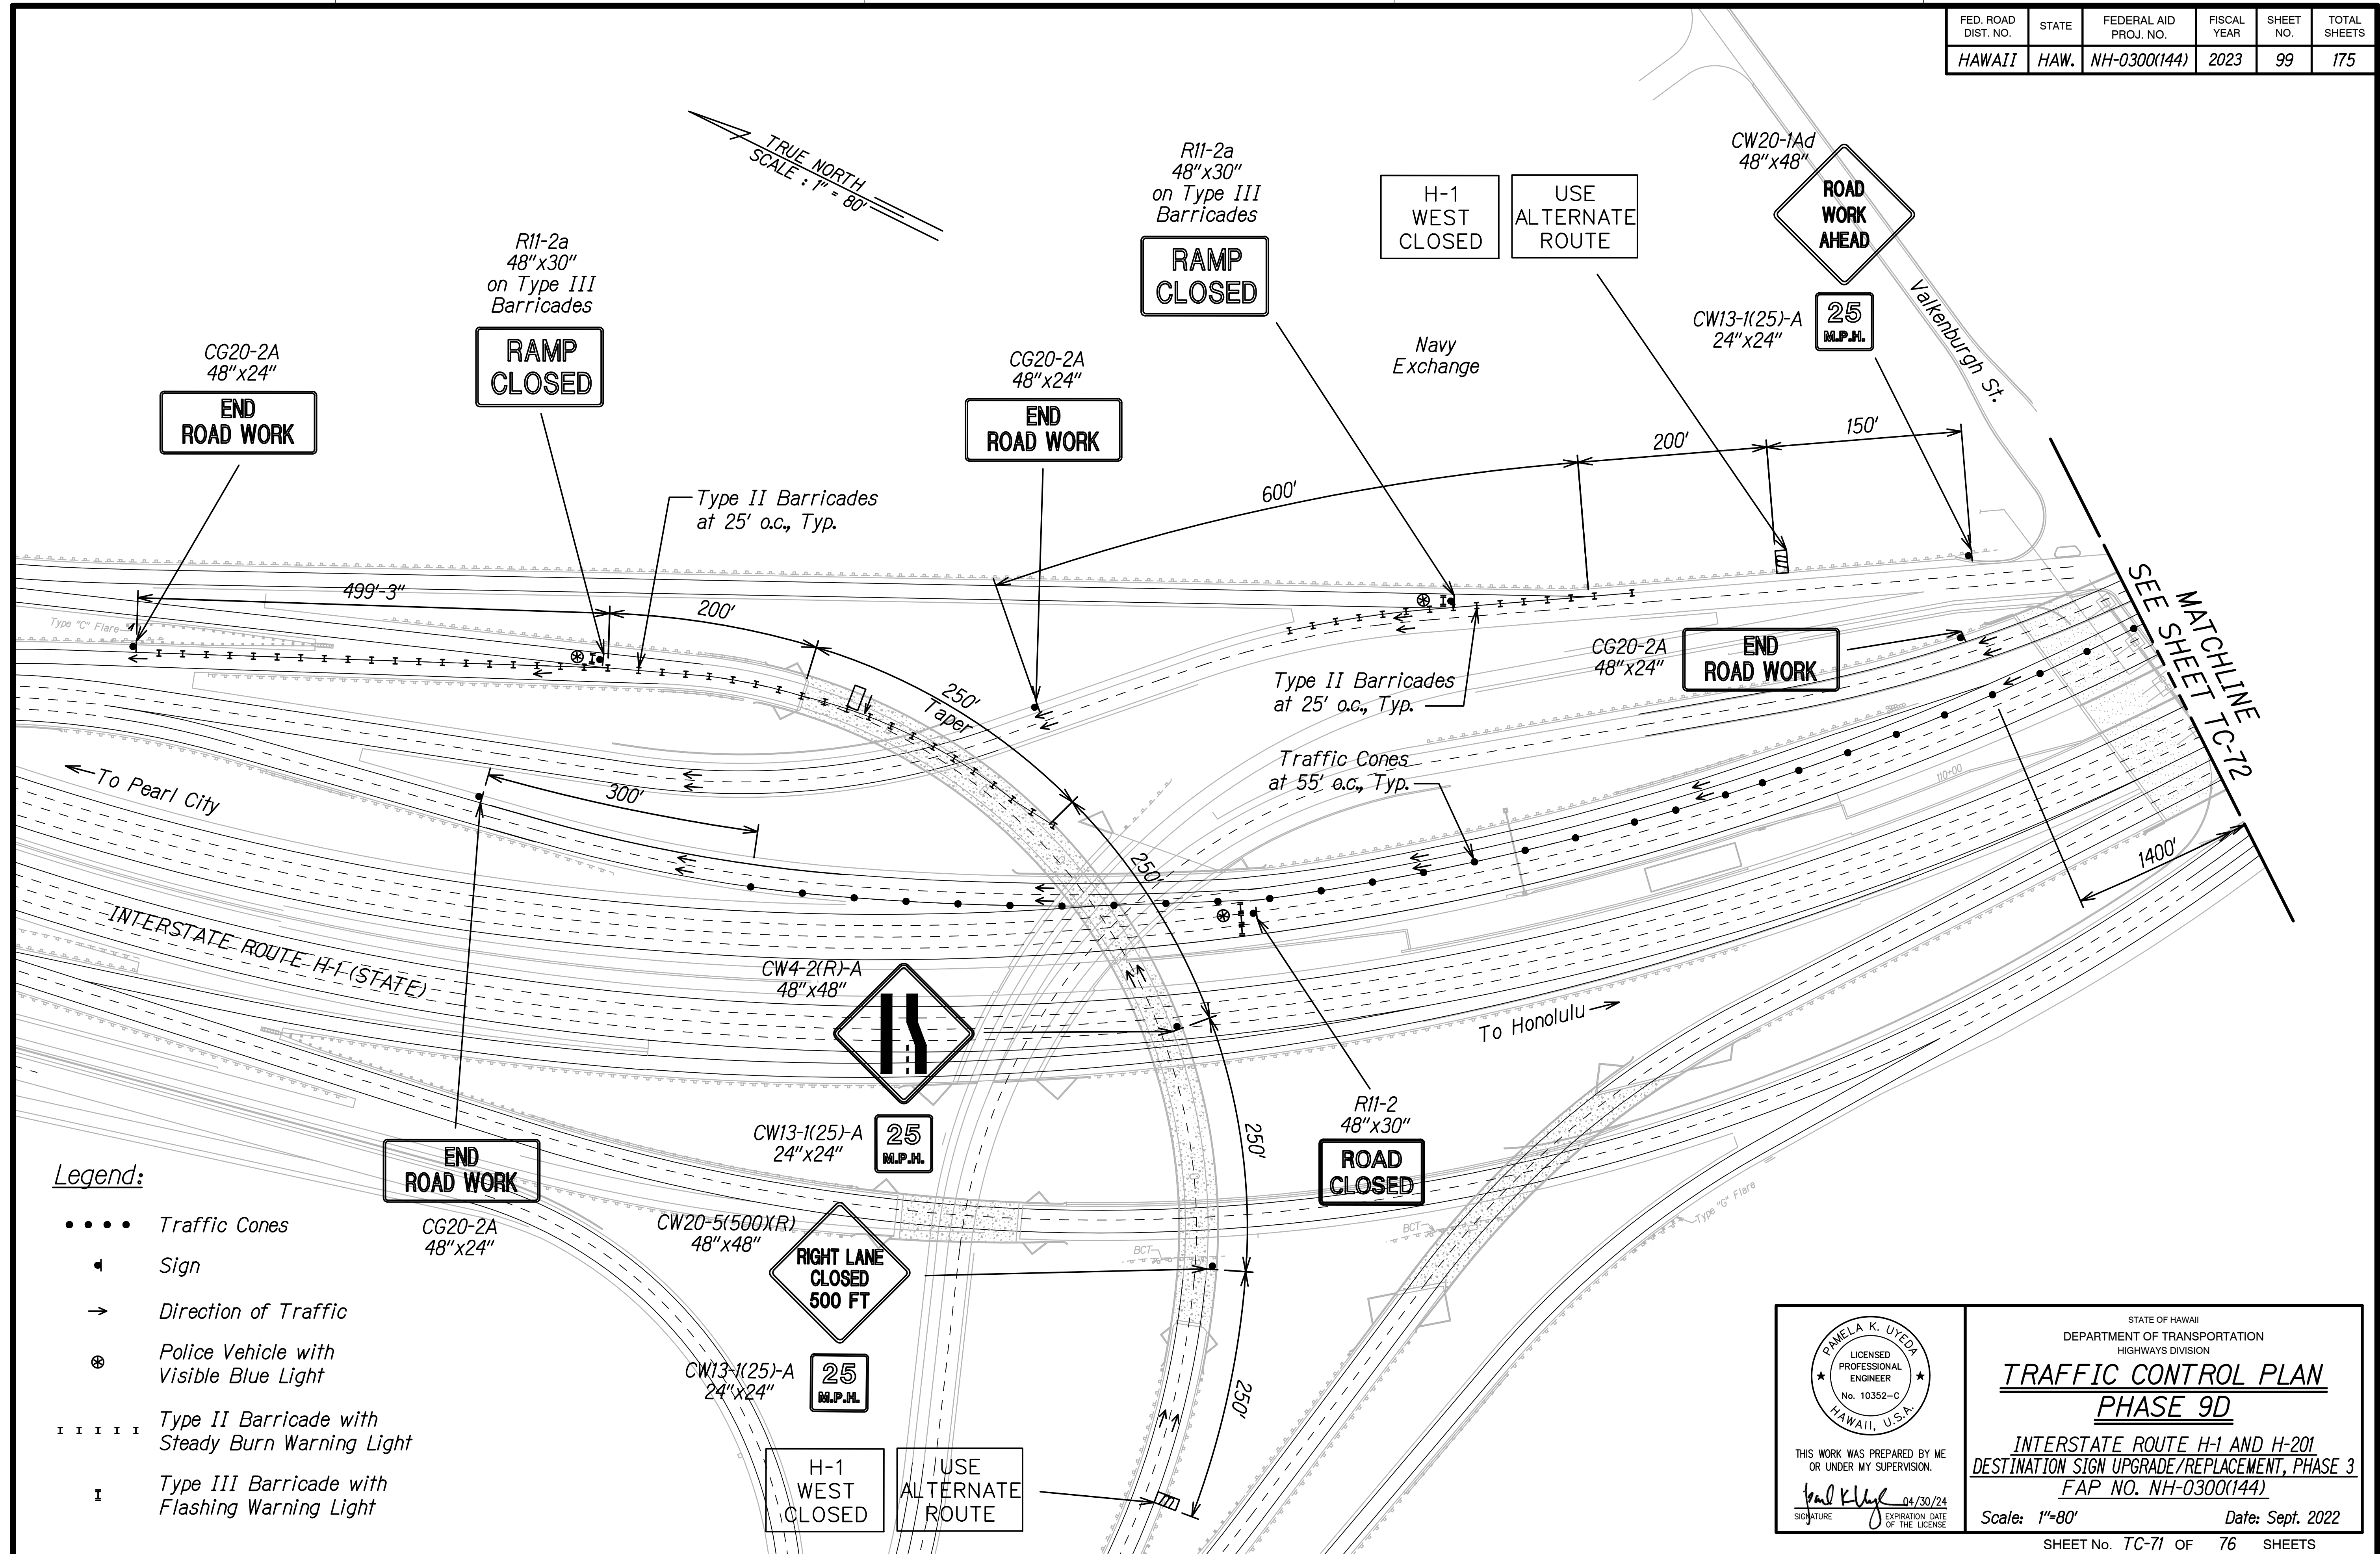 FED. ROAD DIST. NO.
STATE
FEDERAL AID PROJ. NO.
FISCAL YEAR
SHEET NO.
TOTAL SHEETS
HAWAII
HAW.
NH-0300(144)
2023
99
175
TRUE NORTH
SCALE : 1" = 80'
R11-2a
48"x30"
on Type III
Barricades
RAMP
CLOSED
H-1
WEST
CLOSED
USE
ALTERNATE
ROUTE
CW20-1Ad
48"x48"
ROAD
WORK
AHEAD
CW13-1(25)-A
24"x24"
25
M.P.H.
Valkenburgh St.
Navy
Exchange
R11-2a
48"x30"
on Type III
Barricades
RAMP
CLOSED
CG20-2A
48"x24"
END
ROAD WORK
CG20-2A
48"x24"
END
ROAD WORK
Type II Barricades
at 25' o.c., Typ.
600'
200'
150'
499'-3"
200'
Type "C" Flare
250'
Taper
CG20-2A
48"x24"
END
ROAD WORK
Type II Barricades
at 25' o.c., Typ.
MATCHLINE
SEE SHEET TC-72
Traffic Cones
at 55' o.c., Typ.
110+00
To Pearl City
300'
250'
1400'
INTERSTATE ROUTE H-1 (STATE)
CW4-2(R)-A
48"x48"
To Honolulu
CW13-1(25)-A
24"x24"
25
M.P.H.
250'
R11-2
48"x30"
ROAD
CLOSED
END
ROAD WORK
CG20-2A
48"x24"
CW20-5(500)(R)
48"x48"
RIGHT LANE
CLOSED
500 FT
BCT
BCT
Type "G" Flare
CW13-1(25)-A
24"x24"
25
M.P.H.
250'
H-1
WEST
CLOSED
USE
ALTERNATE
ROUTE
Legend:
Traffic Cones
Sign
Direction of Traffic
Police Vehicle with
Visible Blue Light
Type II Barricade with
Steady Burn Warning Light
Type III Barricade with
Flashing Warning Light
PAMELA K. UYEDA
LICENSED
PROFESSIONAL
ENGINEER
No. 10352-C
HAWAII, U.S.A.
THIS WORK WAS PREPARED BY ME
OR UNDER MY SUPERVISION.
04/30/24
SIGNATURE
EXPIRATION DATE
OF THE LICENSE
STATE OF HAWAII
DEPARTMENT OF TRANSPORTATION
HIGHWAYS DIVISION
TRAFFIC CONTROL PLAN
PHASE 9D
INTERSTATE ROUTE H-1 AND H-201
DESTINATION SIGN UPGRADE/REPLACEMENT, PHASE 3
FAP NO. NH-0300(144)
Scale: 1"=80'
Date: Sept. 2022
SHEET No. TC-71 OF 76 SHEETS